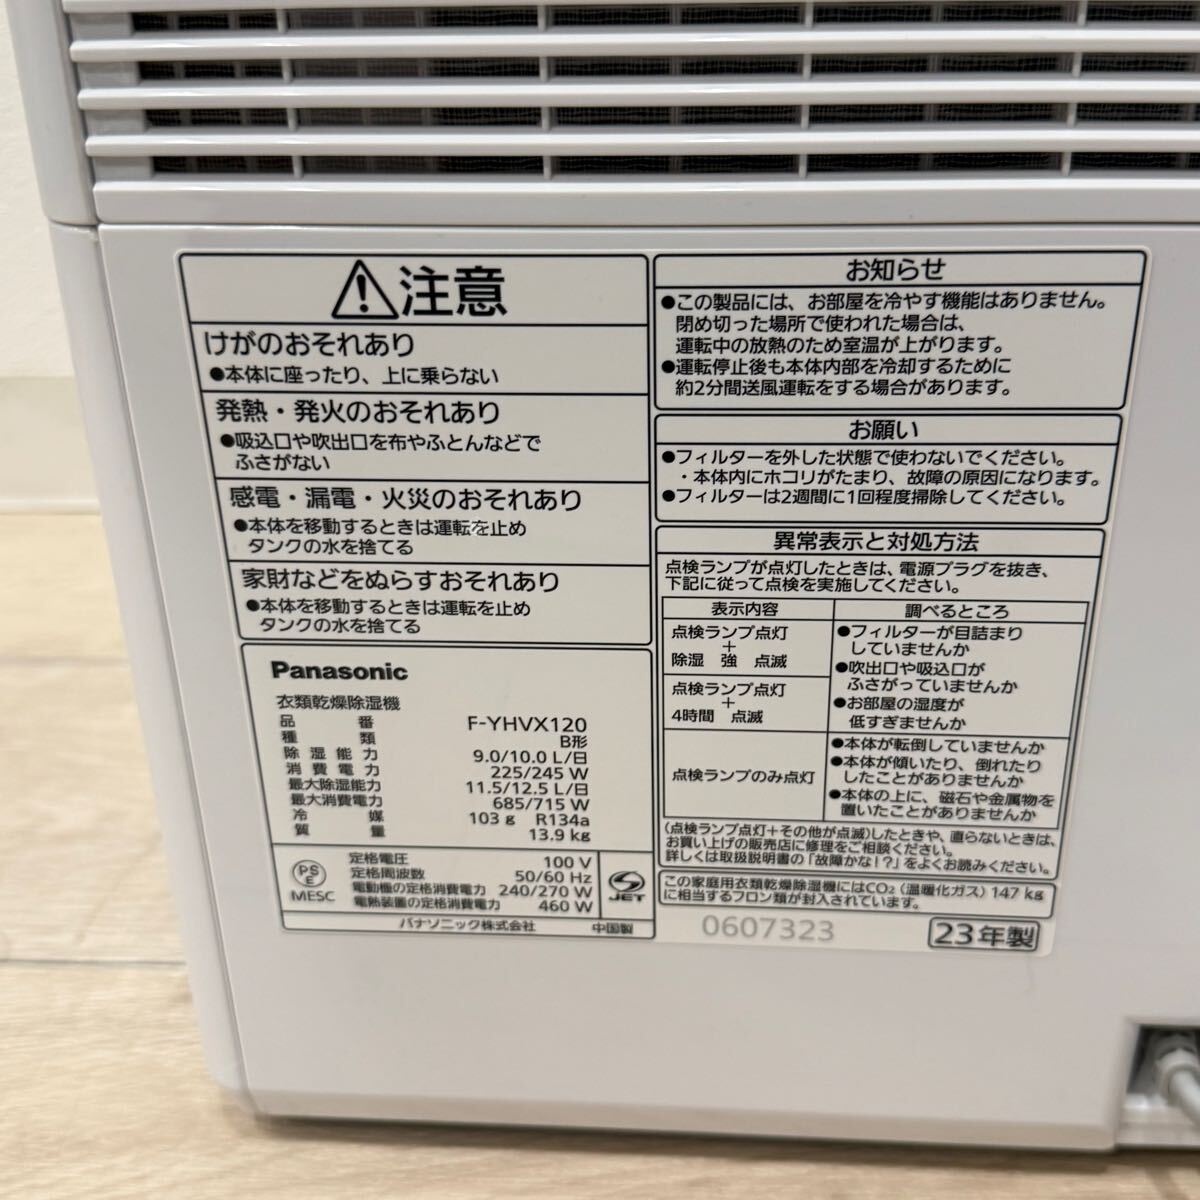 注意
けがのおそれあり
●本体に座ったり、上に乗らない
発熱・発火のおそれあり
●吸込口や吹出口を布やふとんなどで
ふさがない
感電・漏電・火災のおそれあり
●本体を移動するときは運転を止め
タンクの水を捨てる
家財などをぬらすおそれあり
●本体を移動するときは運転を止め
タンクの水を捨てる
Panasonic
衣類乾燥除湿機
品番 F-YHVX120
種類 B形
除湿能力 9.0/10.0 L/日
消費電力 225/245 W
最大除湿能力 11.5/12.5 L/日
最大消費電力 685/715 W
冷媒 103 g R134a
質量 13.9 kg
PS
E
MESC
定格電圧 100 V
定格周波数 50/60 Hz
電動機の定格消費電力 240/270 W
電熱装置の定格消費電力 460 W
S
JET
パナソニック株式会社 中国製
お知らせ
●この製品には、お部屋を冷やす機能はありません。
閉め切った場所で使われた場合は、
運転中の放熱のため室温が上がります。
●運転停止後も本体内部を冷却するために
約2分間送風運転をする場合があります。
お願い
●フィルターを外した状態で使わないでください。
・本体内にホコリがたまり、故障の原因になります。
●フィルターは2週間に1回程度掃除してください。
異常表示と対処方法
点検ランプが点灯したときは、電源プラグを抜き、
下記に従って点検を実施してください。
表示内容 調べるところ
点検ランプ点灯
+
除湿 強 点滅
点検ランプ点灯
+
4時間 点滅
●フィルターが目詰まり
していませんか
●吹出口や吸込口が
ふさがっていませんか
●お部屋の湿度が
低すぎませんか
点検ランプのみ点灯
●本体が転倒していませんか
●本体が傾いたり、倒れたり
したことがありませんか
●本体の上に、磁石や金属物を
置いたことがありませんか
(点検ランプ点灯+その他が点滅)したときや、直らないときは、
お買い上げの販売店に修理をご相談ください。
詳しくは取扱説明書の「故障かな!?」をよくお読みください。
この家庭用衣類乾燥除湿機にはCO₂(温暖化ガス)147 kg
に相当するフロン類が封入されています。
0607323 23年製